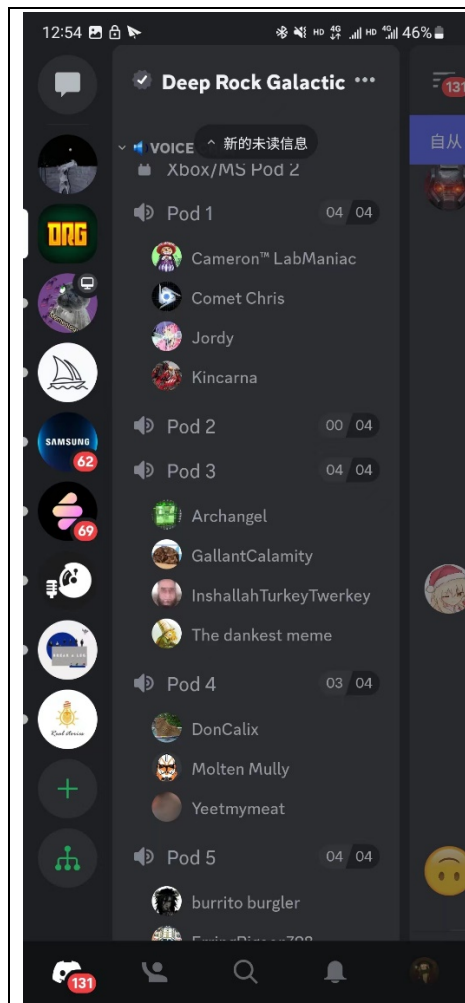 12:54 HD 4G HD 4G 46%
Deep Rock Galactic
131
自从
VOICE
新的未读信息
Xbox/MS Pod 2
DRG
Pod 1 04 04
Cameron™ LabManiac
Comet Chris
Jordy
Kincarna
Pod 2 00 04
SAMSUNG
62
Pod 3 04 04
Archangel
69
GallantCalamity
InshallahTurkeyTwerkey
The dankest meme
Pod 4 03 04
DonCalix
Real Stories
Molten Mully
Yeetmymeat
Pod 5 04 04
burrito burgler
131